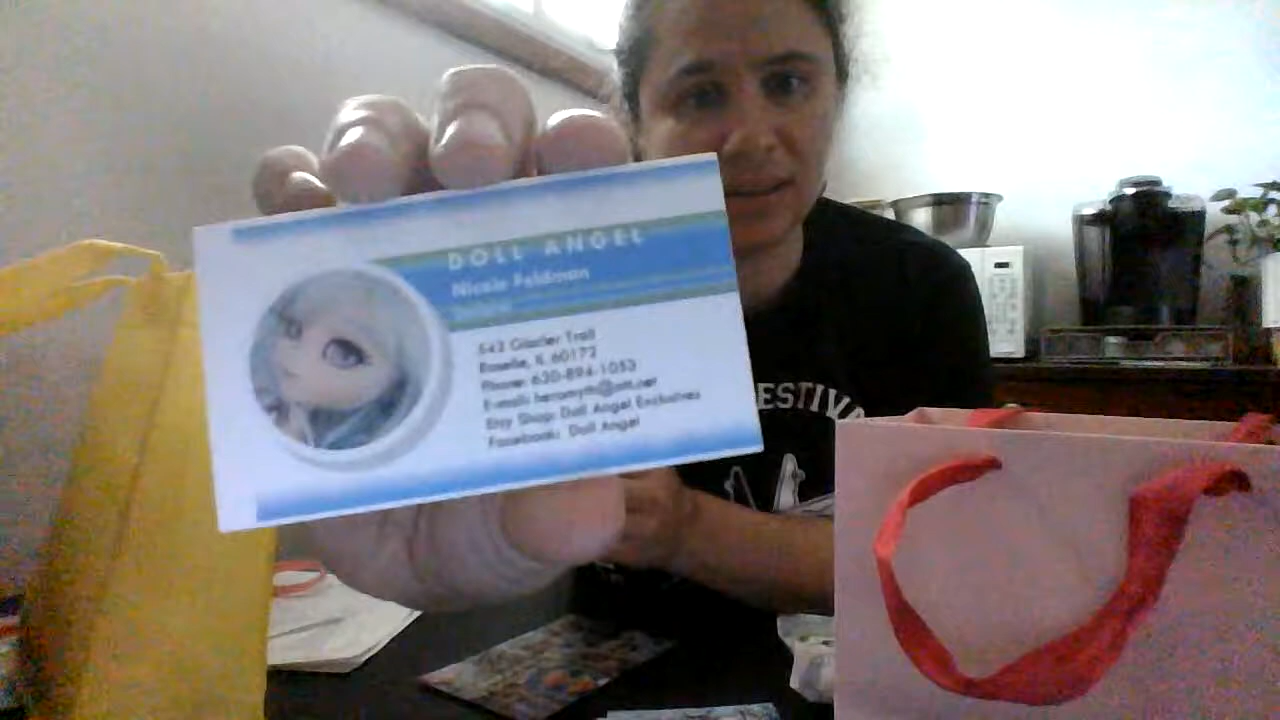 DOLL ANGEL
Nicole Feldman
543 Glacier Trail
Roselle, IL 60172
Phone: 630-894-1053
E-mail:
Etsy Shop: Doll Angel Exclusives
Facebook: Doll Angel
ESTIV